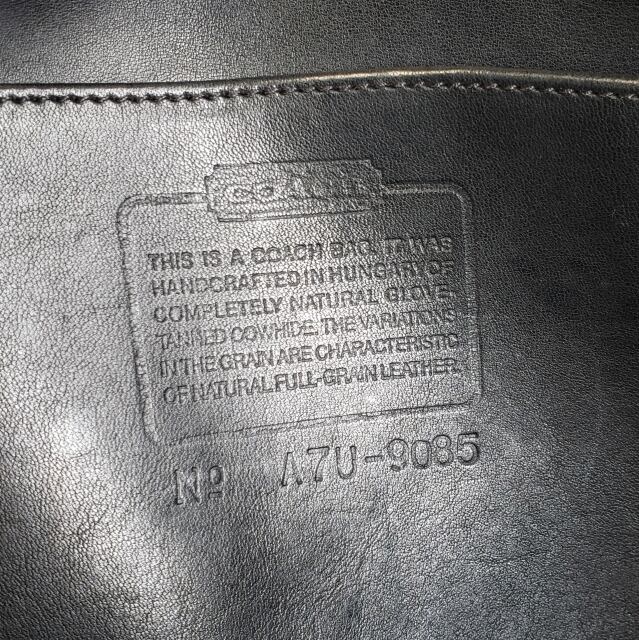 COACH
THIS IS A COACH BAG. IT WAS
HANDCRAFTED IN HUNGARY OF
COMPLETELY NATURAL GLOVE-
TANNED COWHIDE. THE VARIATIONS
IN THE GRAIN ARE CHARACTERISTIC
OF NATURAL FULL-GRAIN LEATHER.
Nº A7U-9085